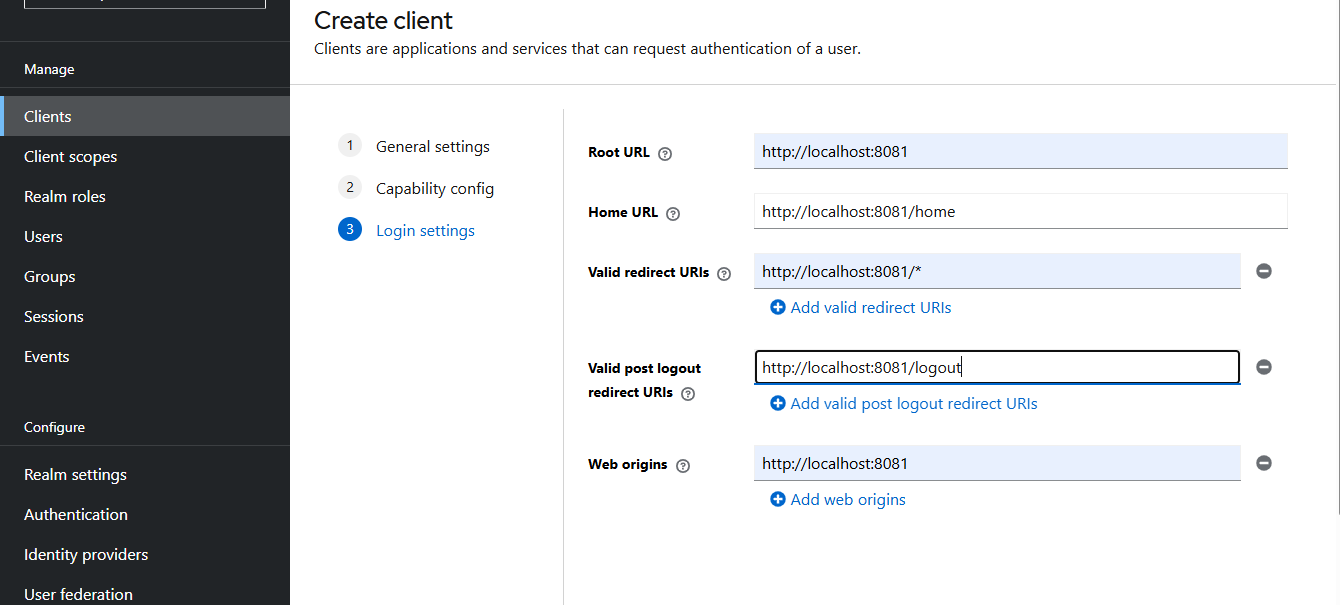 Create client
Clients are applications and services that can request authentication of a user.
Manage
Clients
Client scopes
Realm roles
Users
Groups
Sessions
Events
Configure
Realm settings
Authentication
Identity providers
User federation
1 General settings
2 Capability config
3 Login settings
Root URL ? http://localhost:8081
Home URL ? http://localhost:8081/home
Valid redirect URIs ? http://localhost:8081/*
Add valid redirect URIs
Valid post logout
redirect URIs ?
http://localhost:8081/logout
Add valid post logout redirect URIs
Web origins ? http://localhost:8081
Add web origins